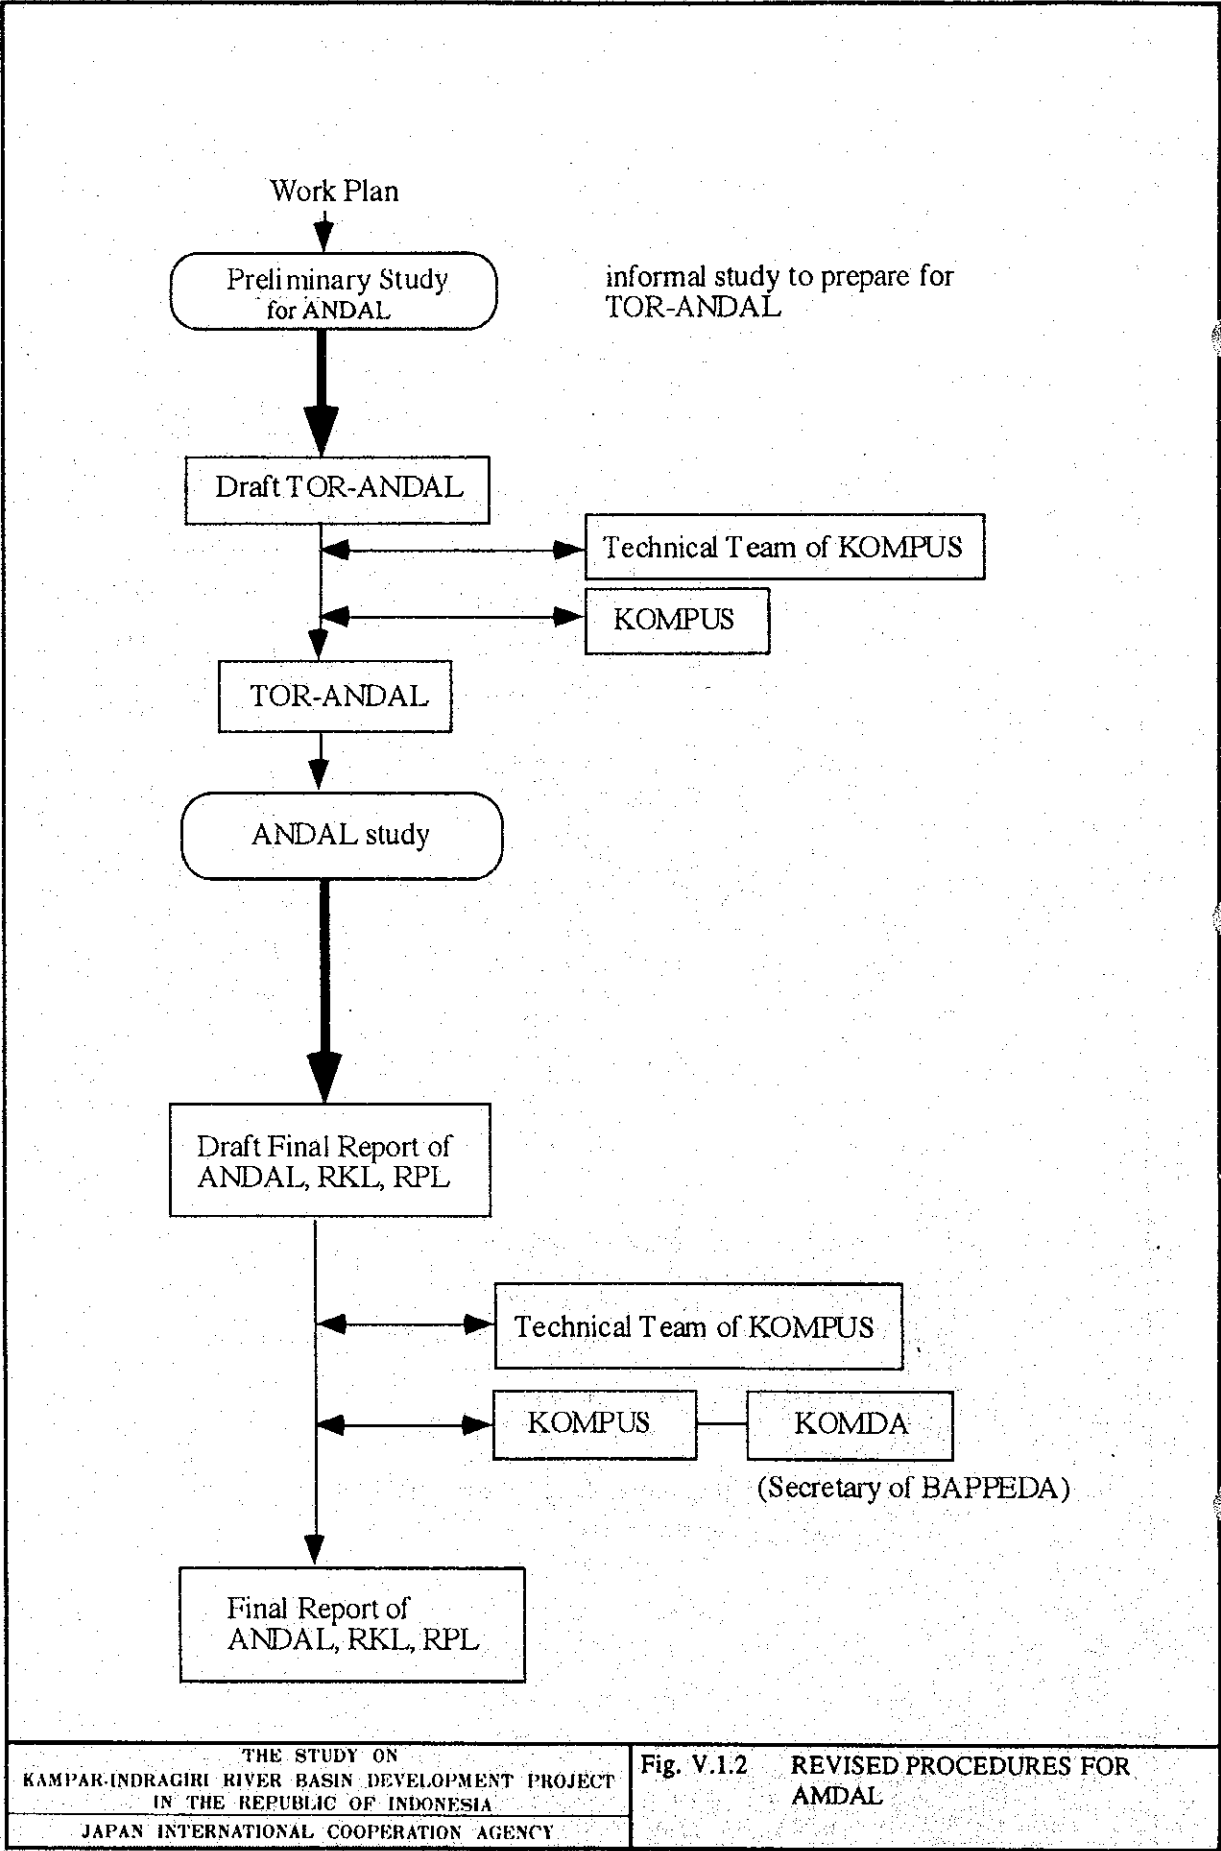 Work Plan
Preliminary Study
for ANDAL
informal study to prepare for
TOR-ANDAL
Draft TOR-ANDAL
Technical Team of KOMPUS
KOMPUS
TOR-ANDAL
ANDAL study
Draft Final Report of
ANDAL, RKL, RPL
Technical Team of KOMPUS
KOMPUS
KOMDA
(Secretary of BAPPEDA)
Final Report of
ANDAL, RKL, RPL
THE STUDY ON
KAMPAR-INDRAGIRI RIVER BASIN DEVELOPMENT PROJECT
IN THE REPUBLIC OF INDONESIA
JAPAN INTERNATIONAL COOPERATION AGENCY
Fig. V.1.2 REVISED PROCEDURES FOR
AMDAL